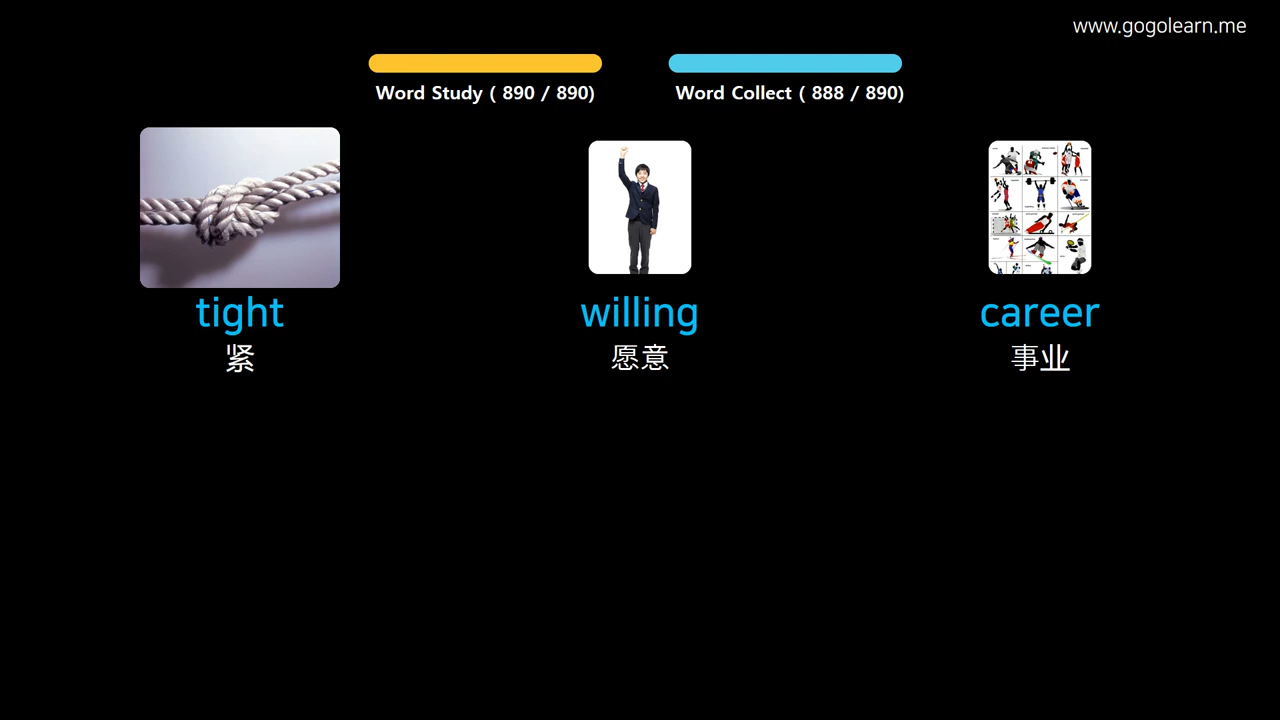 www.gogolearn.me
Word Study ( 890 / 890)
Word Collect ( 888 / 890)
tight
willing
career
紧
愿意
事业